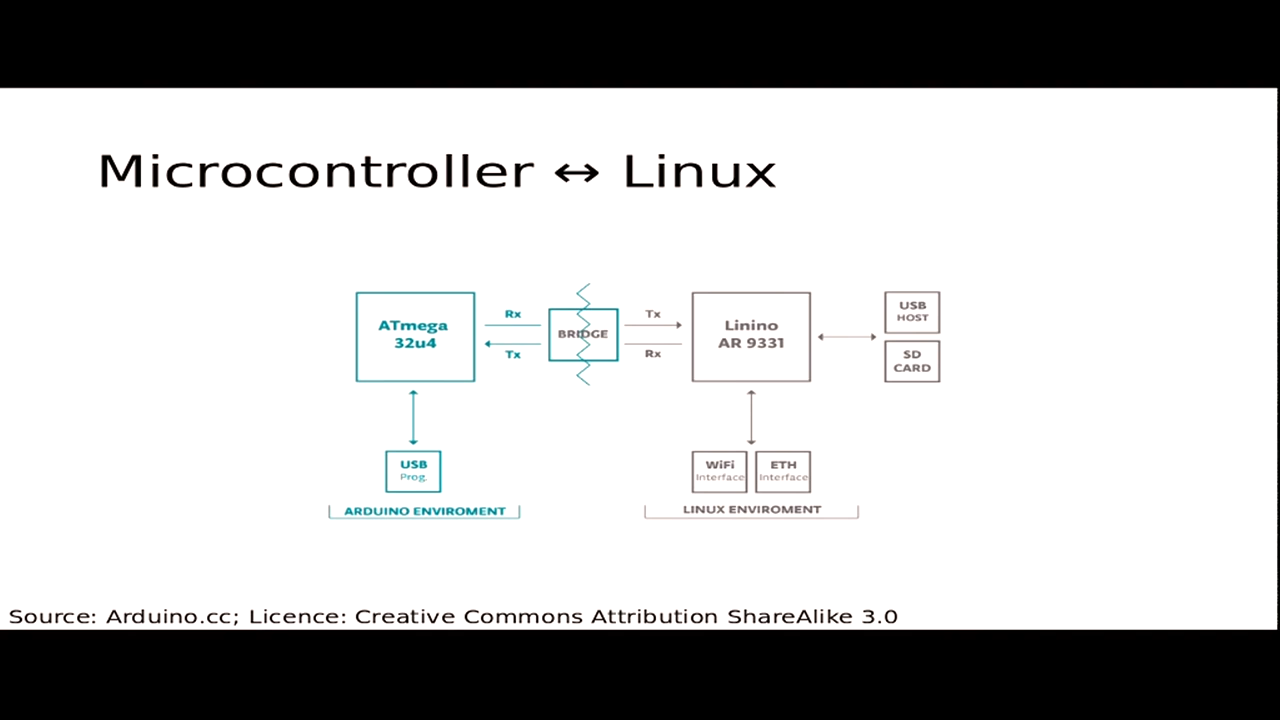 Microcontroller ↔ Linux
ATmega
32u4
Rx
Tx
BRIDGE
Tx
Rx
Linino
AR 9331
USB
HOST
SD
CARD
USB
Prog.
WiFi
Interface
ETH
Interface
ARDUINO ENVIROMENT
LINUX ENVIROMENT
Source: Arduino.cc; Licence: Creative Commons Attribution ShareAlike 3.0